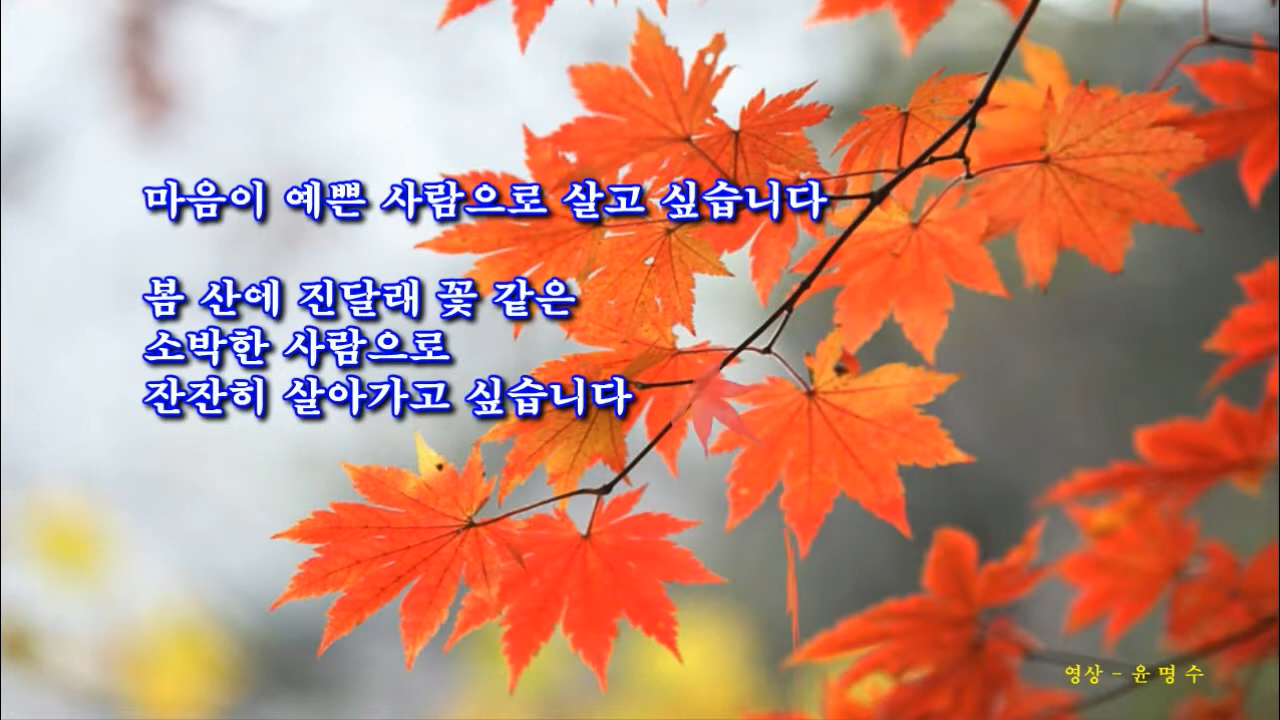 마음이 예쁜 사람으로 살고 싶습니다
봄 산에 진달래 꽃 같은
소박한 사람으로
잔잔히 살아가고 싶습니다
영상 - 윤 명 수